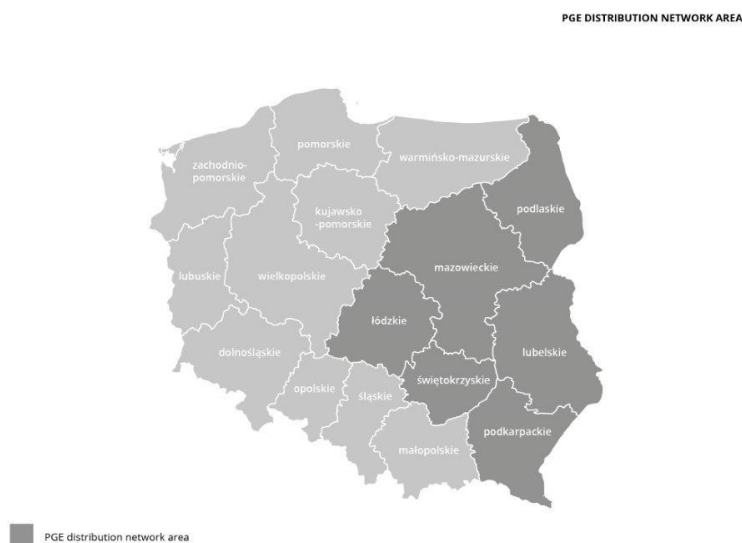 PGE DISTRIBUTION NETWORK AREA
pomorskie
warmińsko-mazurskie
zachodnio-
pomorskie
kujawsko
-pomorskie
podlaskie
mazowieckie
lubuskie
wielkopolskie
łódzkie
dolnośląskie
lubelskie
opolskie
śląskie
świętokrzyskie
małopolskie
podkarpackie
PGE distribution network area